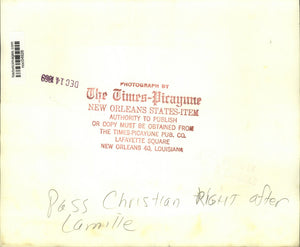 DEC 14 1969
PHOTOGRAPH BY
The Times-Picayune
NEW ORLEANS STATES-ITEM
AUTHORITY TO PUBLISH
OR COPY MUST BE OBTAINED FROM
THE TIMES-PICAYUNE PUB. CO.
LAFAYETTE SQUARE
NEW ORLEANS 40, LOUISIANA
Pass Christian RIGHT after
Camille